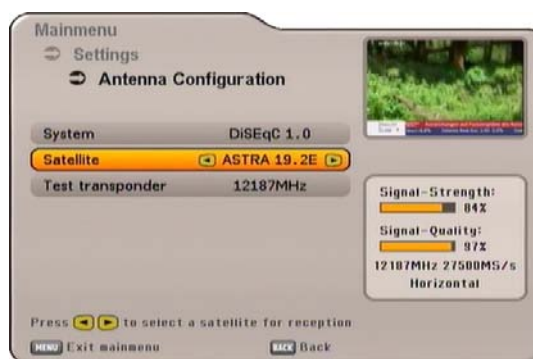 Mainmenu
Settings
Antenna Configuration
System DiSEqC 1.0
Satellite ASTRA 19.2E
Test transponder 12187MHz
Signal-Strength:
84%
Signal-Quality:
97%
12187MHz 27500MS/s
Horizontal
Press to select a satellite for reception
MENU Exit mainmenu BACK Back